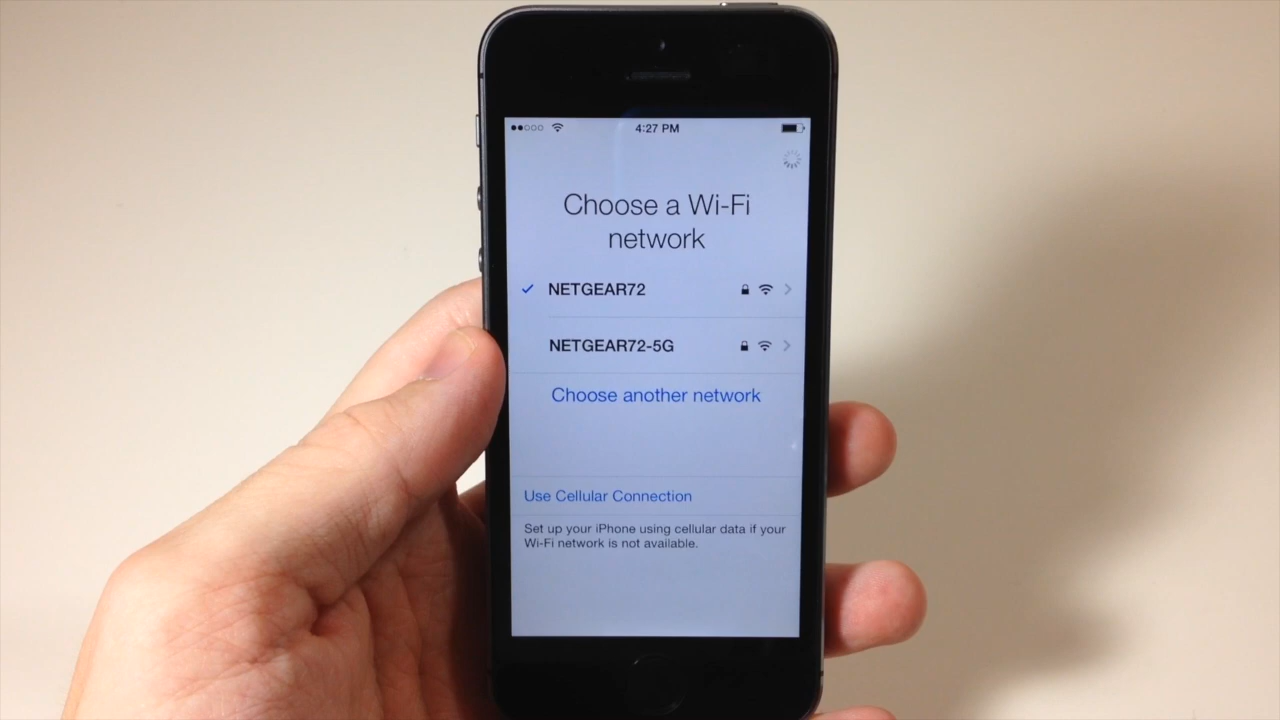 4:27 PM
Choose a Wi-Fi
network
NETGEAR72
NETGEAR72-5G
Choose another network
Use Cellular Connection
Set up your iPhone using cellular data if your
Wi-Fi network is not available.